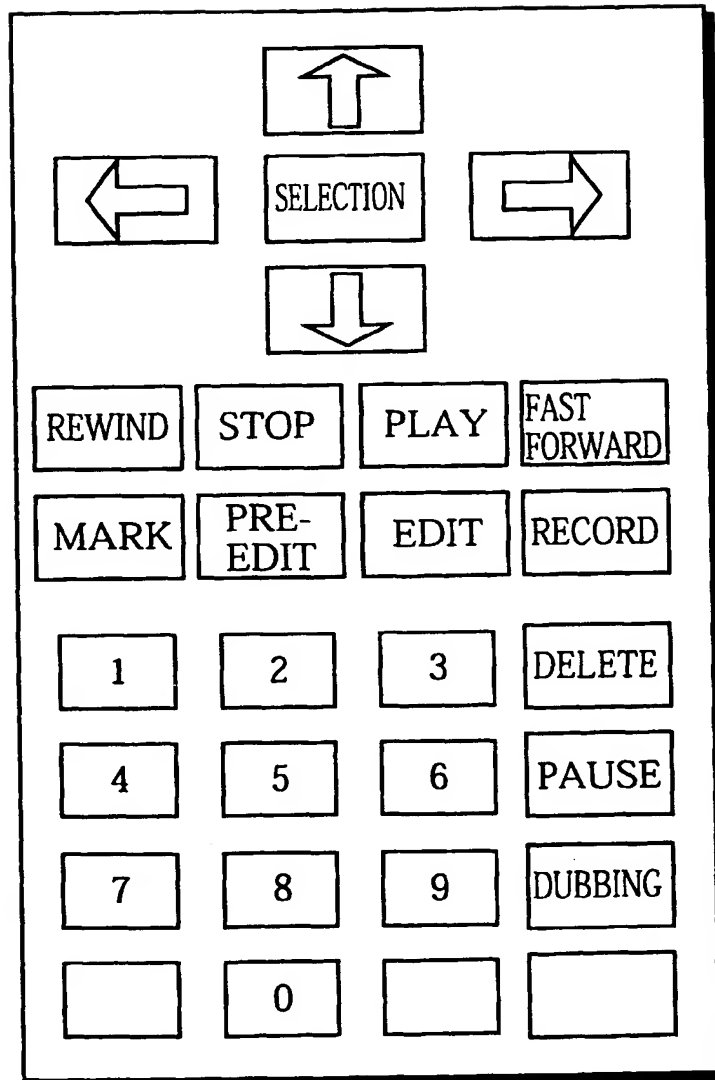 SELECTION
REWIND STOP PLAY FAST
FORWARD
MARK PRE-
EDIT EDIT RECORD
1 2 3 DELETE
4 5 6 PAUSE
7 8 9 DUBBING
0